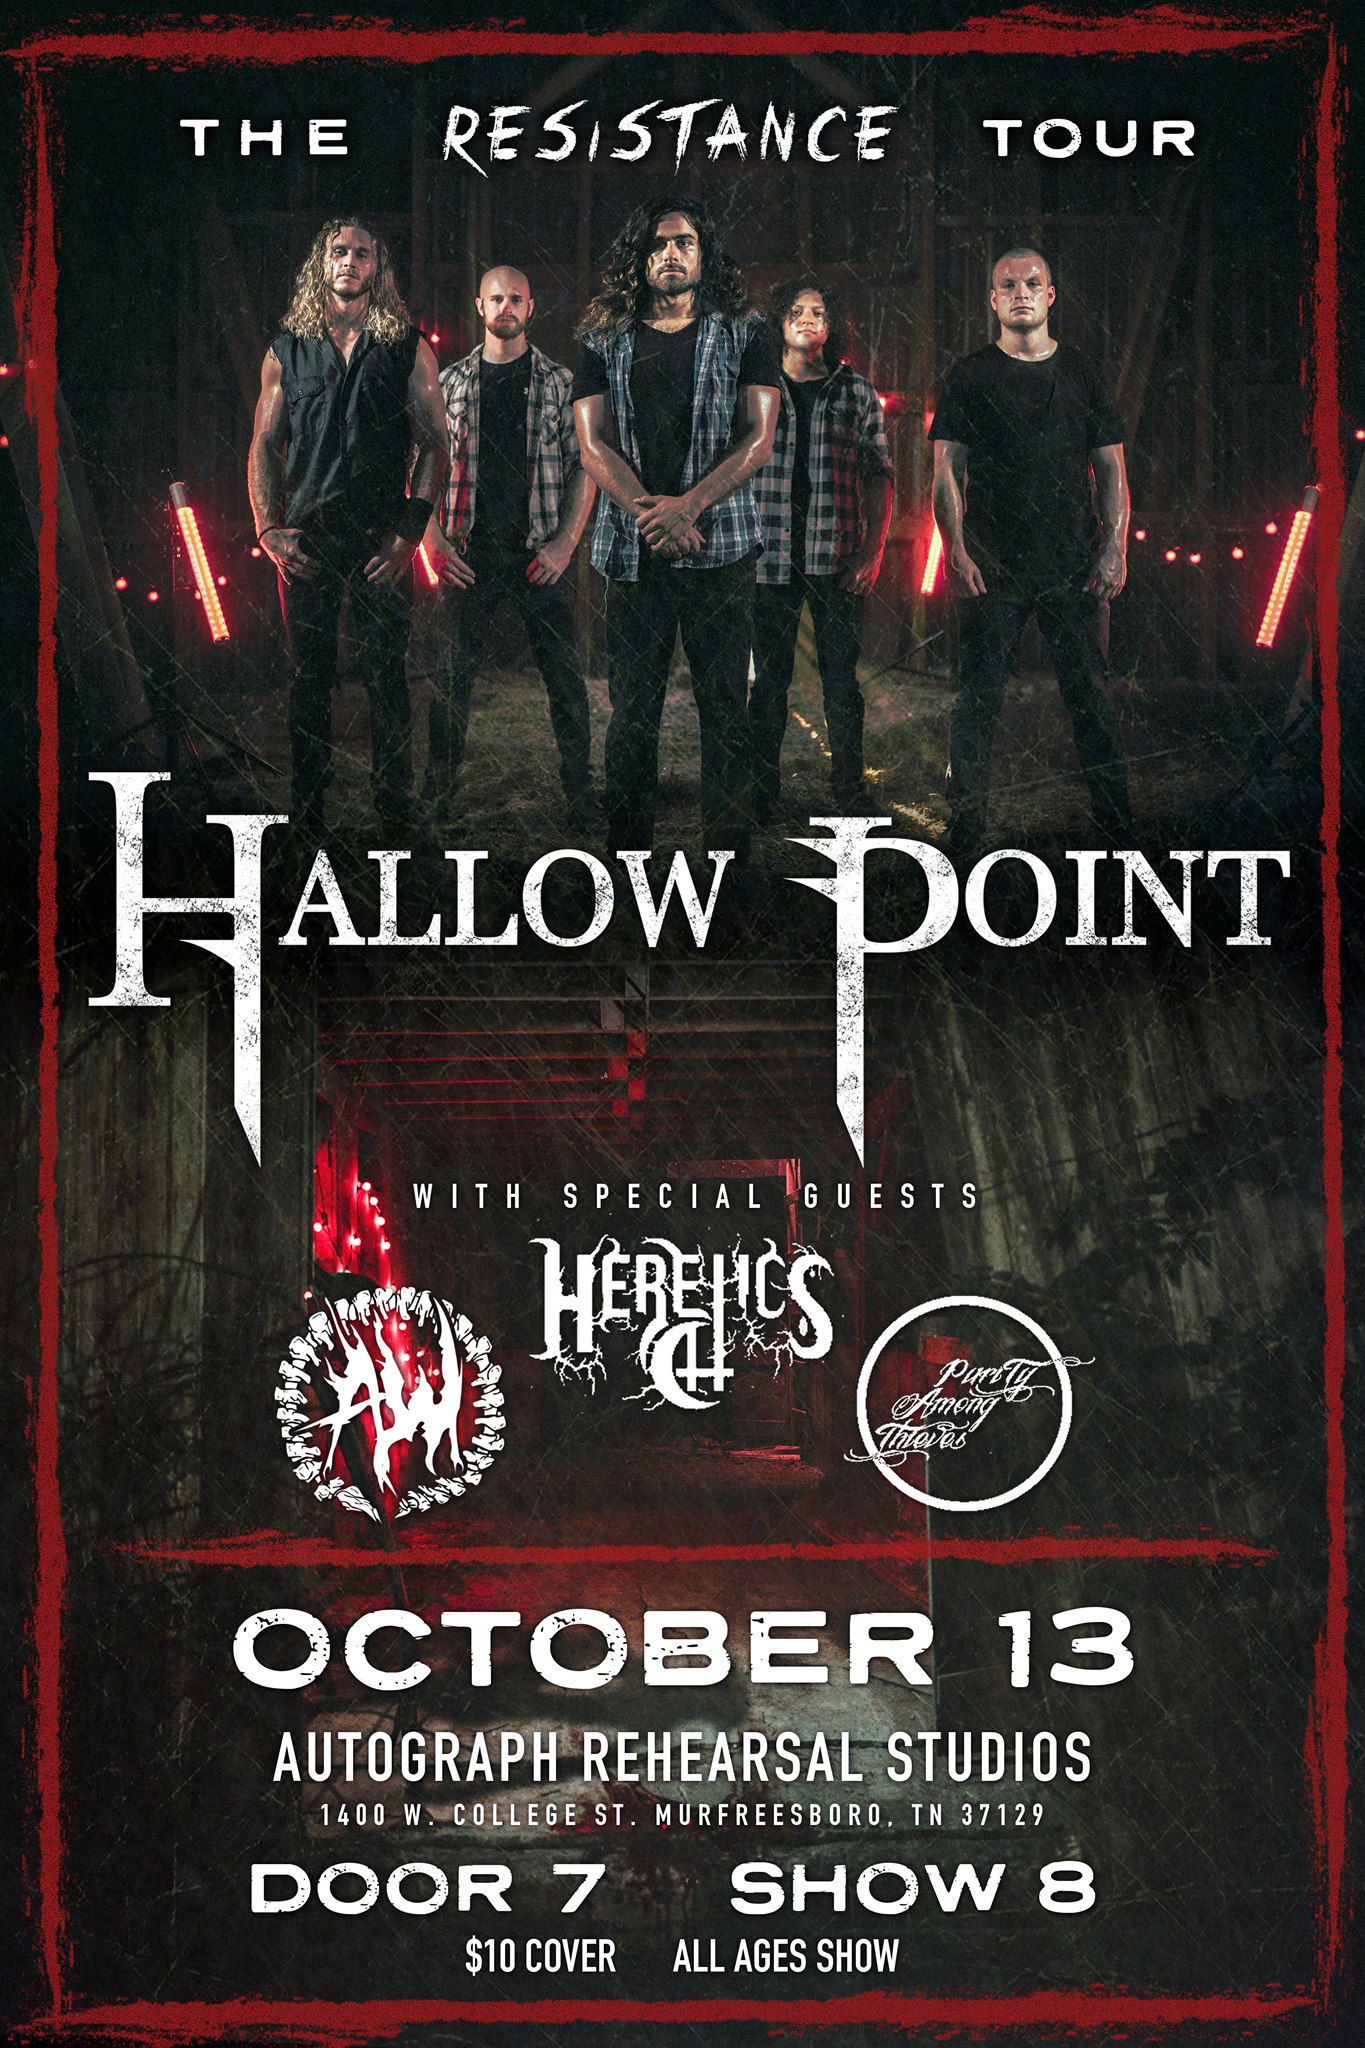 THE RESISTANCE TOUR
HALLOW POINT
WITH SPECIAL GUESTS
HERETICS
AW
Purity
Among
Thieves
OCTOBER 13
AUTOGRAPH REHEARSAL STUDIOS
1400 W. COLLEGE ST. MURFREESBORO, TN 37129
DOOR 7 SHOW 8
$10 COVER ALL AGES SHOW